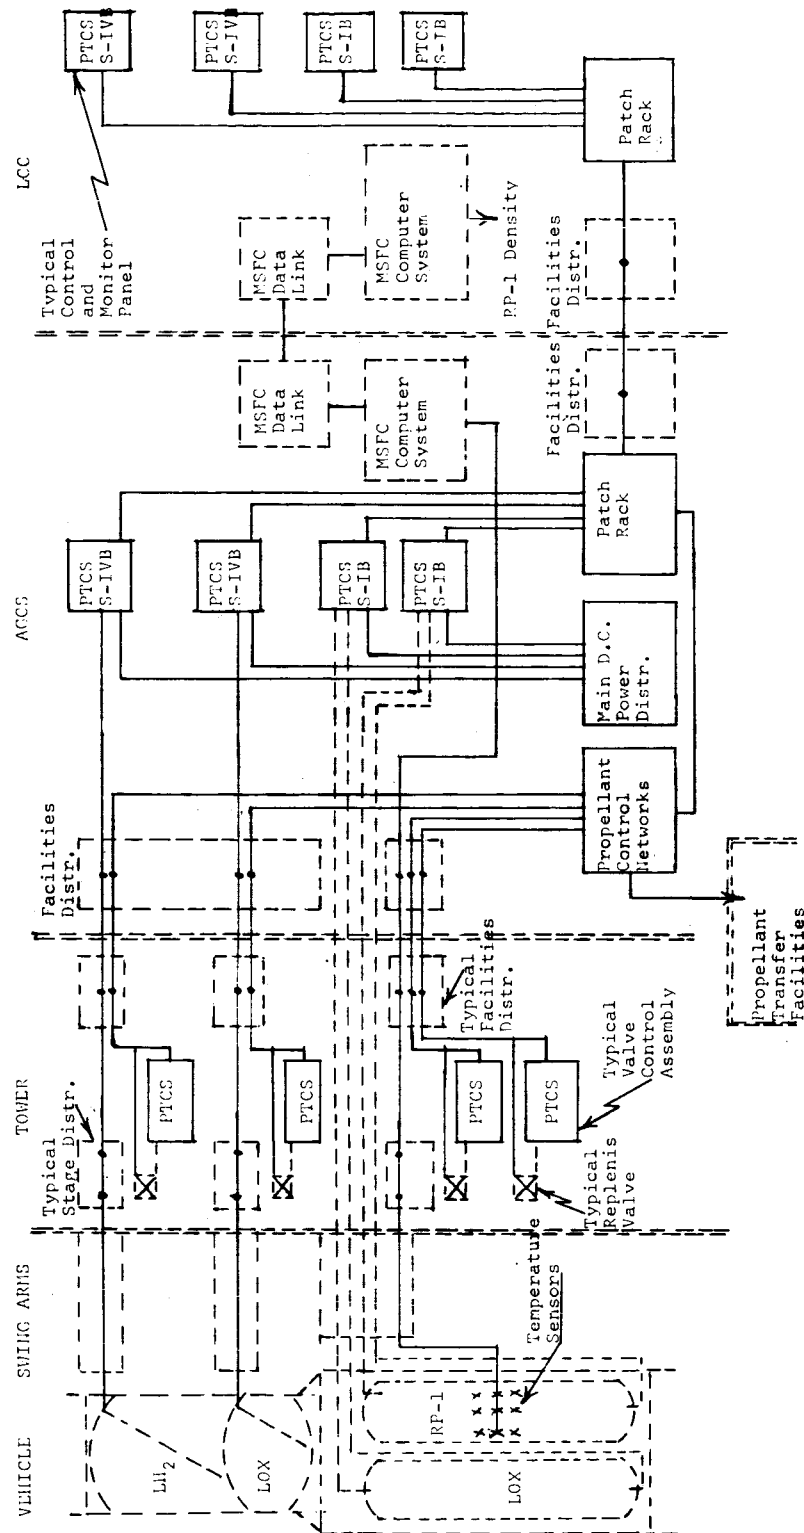 VEHICLE
SWING ARMS
TOWER
AGCS
LCC
Typical
Stage Distr.
Facilities
Distr.
Typical
Control
and
Monitor
Panel
LH2
PTCS
PTCS
S-IVB
PTCS
S-IVB
LOX
PTCS
PTCS
S-IVB
PTCS
S-IVB
MSFC
Data
Link
MSFC
Data
Link
PTCS
S-IB
PTCS
S-IB
MSFC
Computer
System
MSFC
Computer
System
PTCS
S-IB
PTCS
S-IB
RP-1
LOX
PTCS
PTCS
Typical
Facilities
Distr.
RP-1 Density
Temperature
Sensors
Typical
Replenis
Valve
Typical
Valve
Control
Assembly
Propellant
Control
Networks
Main D.C.
Power
Distr.
Patch
Rack
Facilities
Distr.
Facilities
Distr.
Patch
Rack
Propellant
Transfer
Facilities